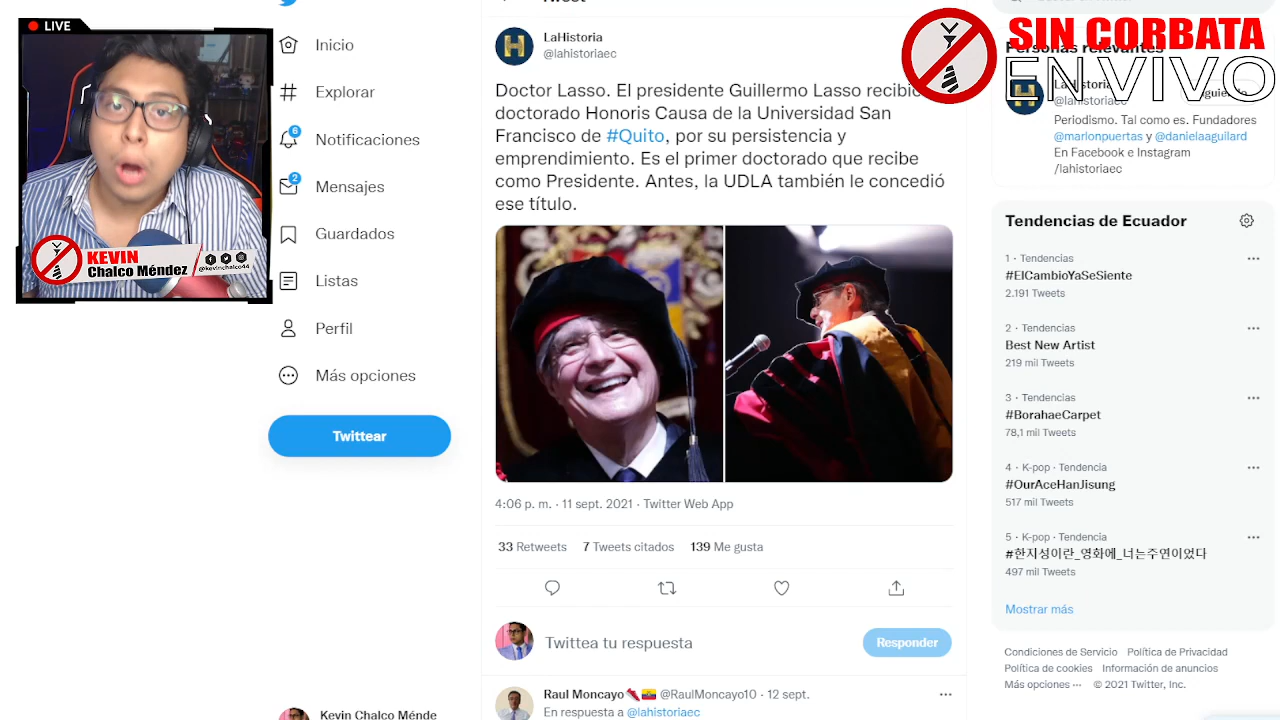 LIVE
KEVIN
Chalco Méndez
@kevinchalco44
Inicio
Explorar
6
Notificaciones
2
Mensajes
Guardados
Listas
Perfil
Más opciones
Twittear
Kevin Chalco Ménde
LaHistoria
@lahistoriaec
Doctor Lasso. El presidente Guillermo Lasso recibió
doctorado Honoris Causa de la Universidad San
Francisco de #Quito, por su persistencia y
emprendimiento. Es el primer doctorado que recibe
como Presidente. Antes, la UDLA también le concedió
ese título.
4:06 p. m. · 11 sept. 2021 · Twitter Web App
33 Retweets 7 Tweets citados 139 Me gusta
Twittea tu respuesta
Responder
Raul Moncayo @RaulMoncayo10 · 12 sept.
En respuesta a @lahistoriaec
SIN CORBATA
EN VIVO
Personas relevantes
LaHistoria
@lahistoriaec
Periodismo. Tal como es. Fundadores
@marlonpuertas y @danielaaguilard
En Facebook e Instagram
/lahistoriaec
Tendencias de Ecuador
1 · Tendencias
#ElCambioYaSeSiente
2.191 Tweets
2 · Tendencias
Best New Artist
219 mil Tweets
3 · Tendencias
#BorahaeCarpet
78,1 mil Tweets
4 · K-pop · Tendencia
#OurAceHanJisung
517 mil Tweets
5 · K-pop · Tendencia
#한지성이란_영화에_너는주연이었다
497 mil Tweets
Mostrar más
Condiciones de Servicio Política de Privacidad
Política de cookies Información de anuncios
Más opciones ··· © 2021 Twitter, Inc.